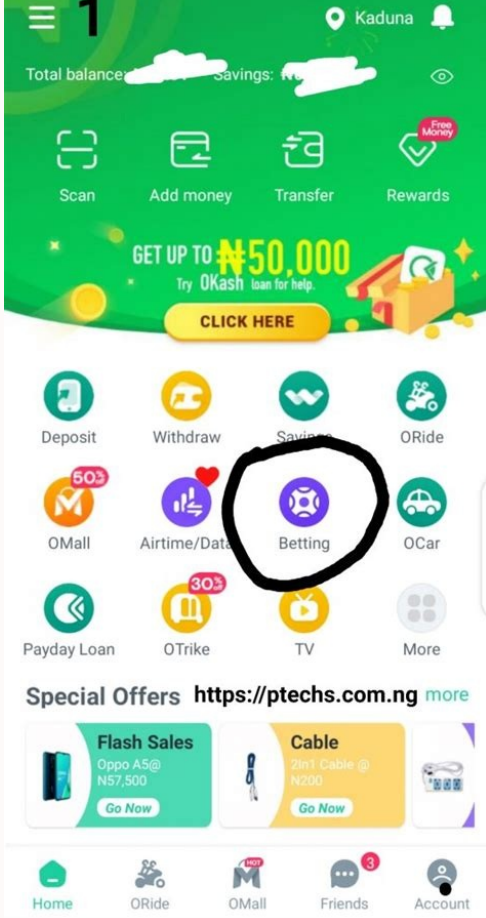 1
Kaduna
Total balance: Savings:
Free Money
Scan Add money Transfer Rewards
GET UP TO ₦50,000
Try OKash loan for help.
CLICK HERE
Deposit Withdraw Savings ORide
50%
OMall Airtime/Data Betting OCar
30% off
Payday Loan OTrike TV More
Special Offers https://ptechs.com.ng more
Flash Sales
Oppo A5@
N57,500
Go Now
Cable
2in1 Cable @
N200
Go Now
HOT
3
Home ORide OMall Friends Account